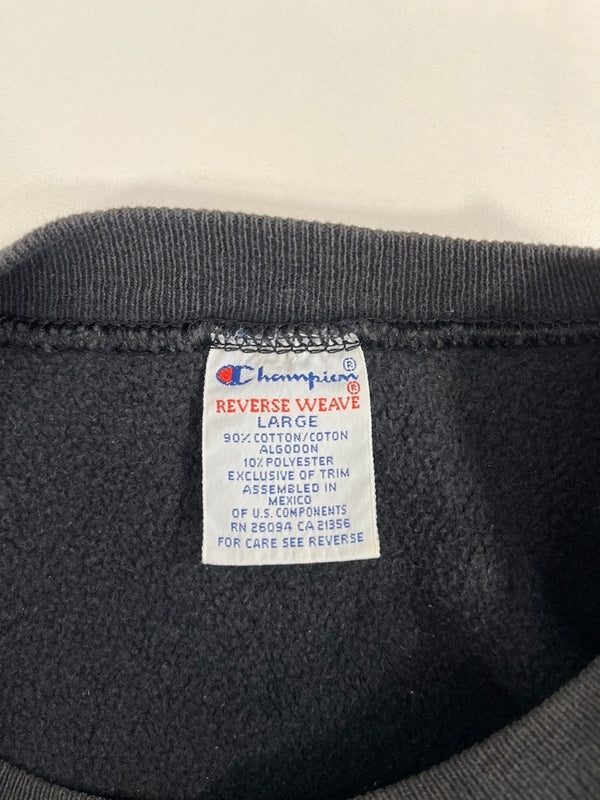 Champion®
REVERSE WEAVE®
LARGE
90% COTTON/COTON
ALGODON
10% POLYESTER
EXCLUSIVE OF TRIM
ASSEMBLED IN
MEXICO
OF U.S. COMPONENTS
RN 26094 CA 21356
FOR CARE SEE REVERSE